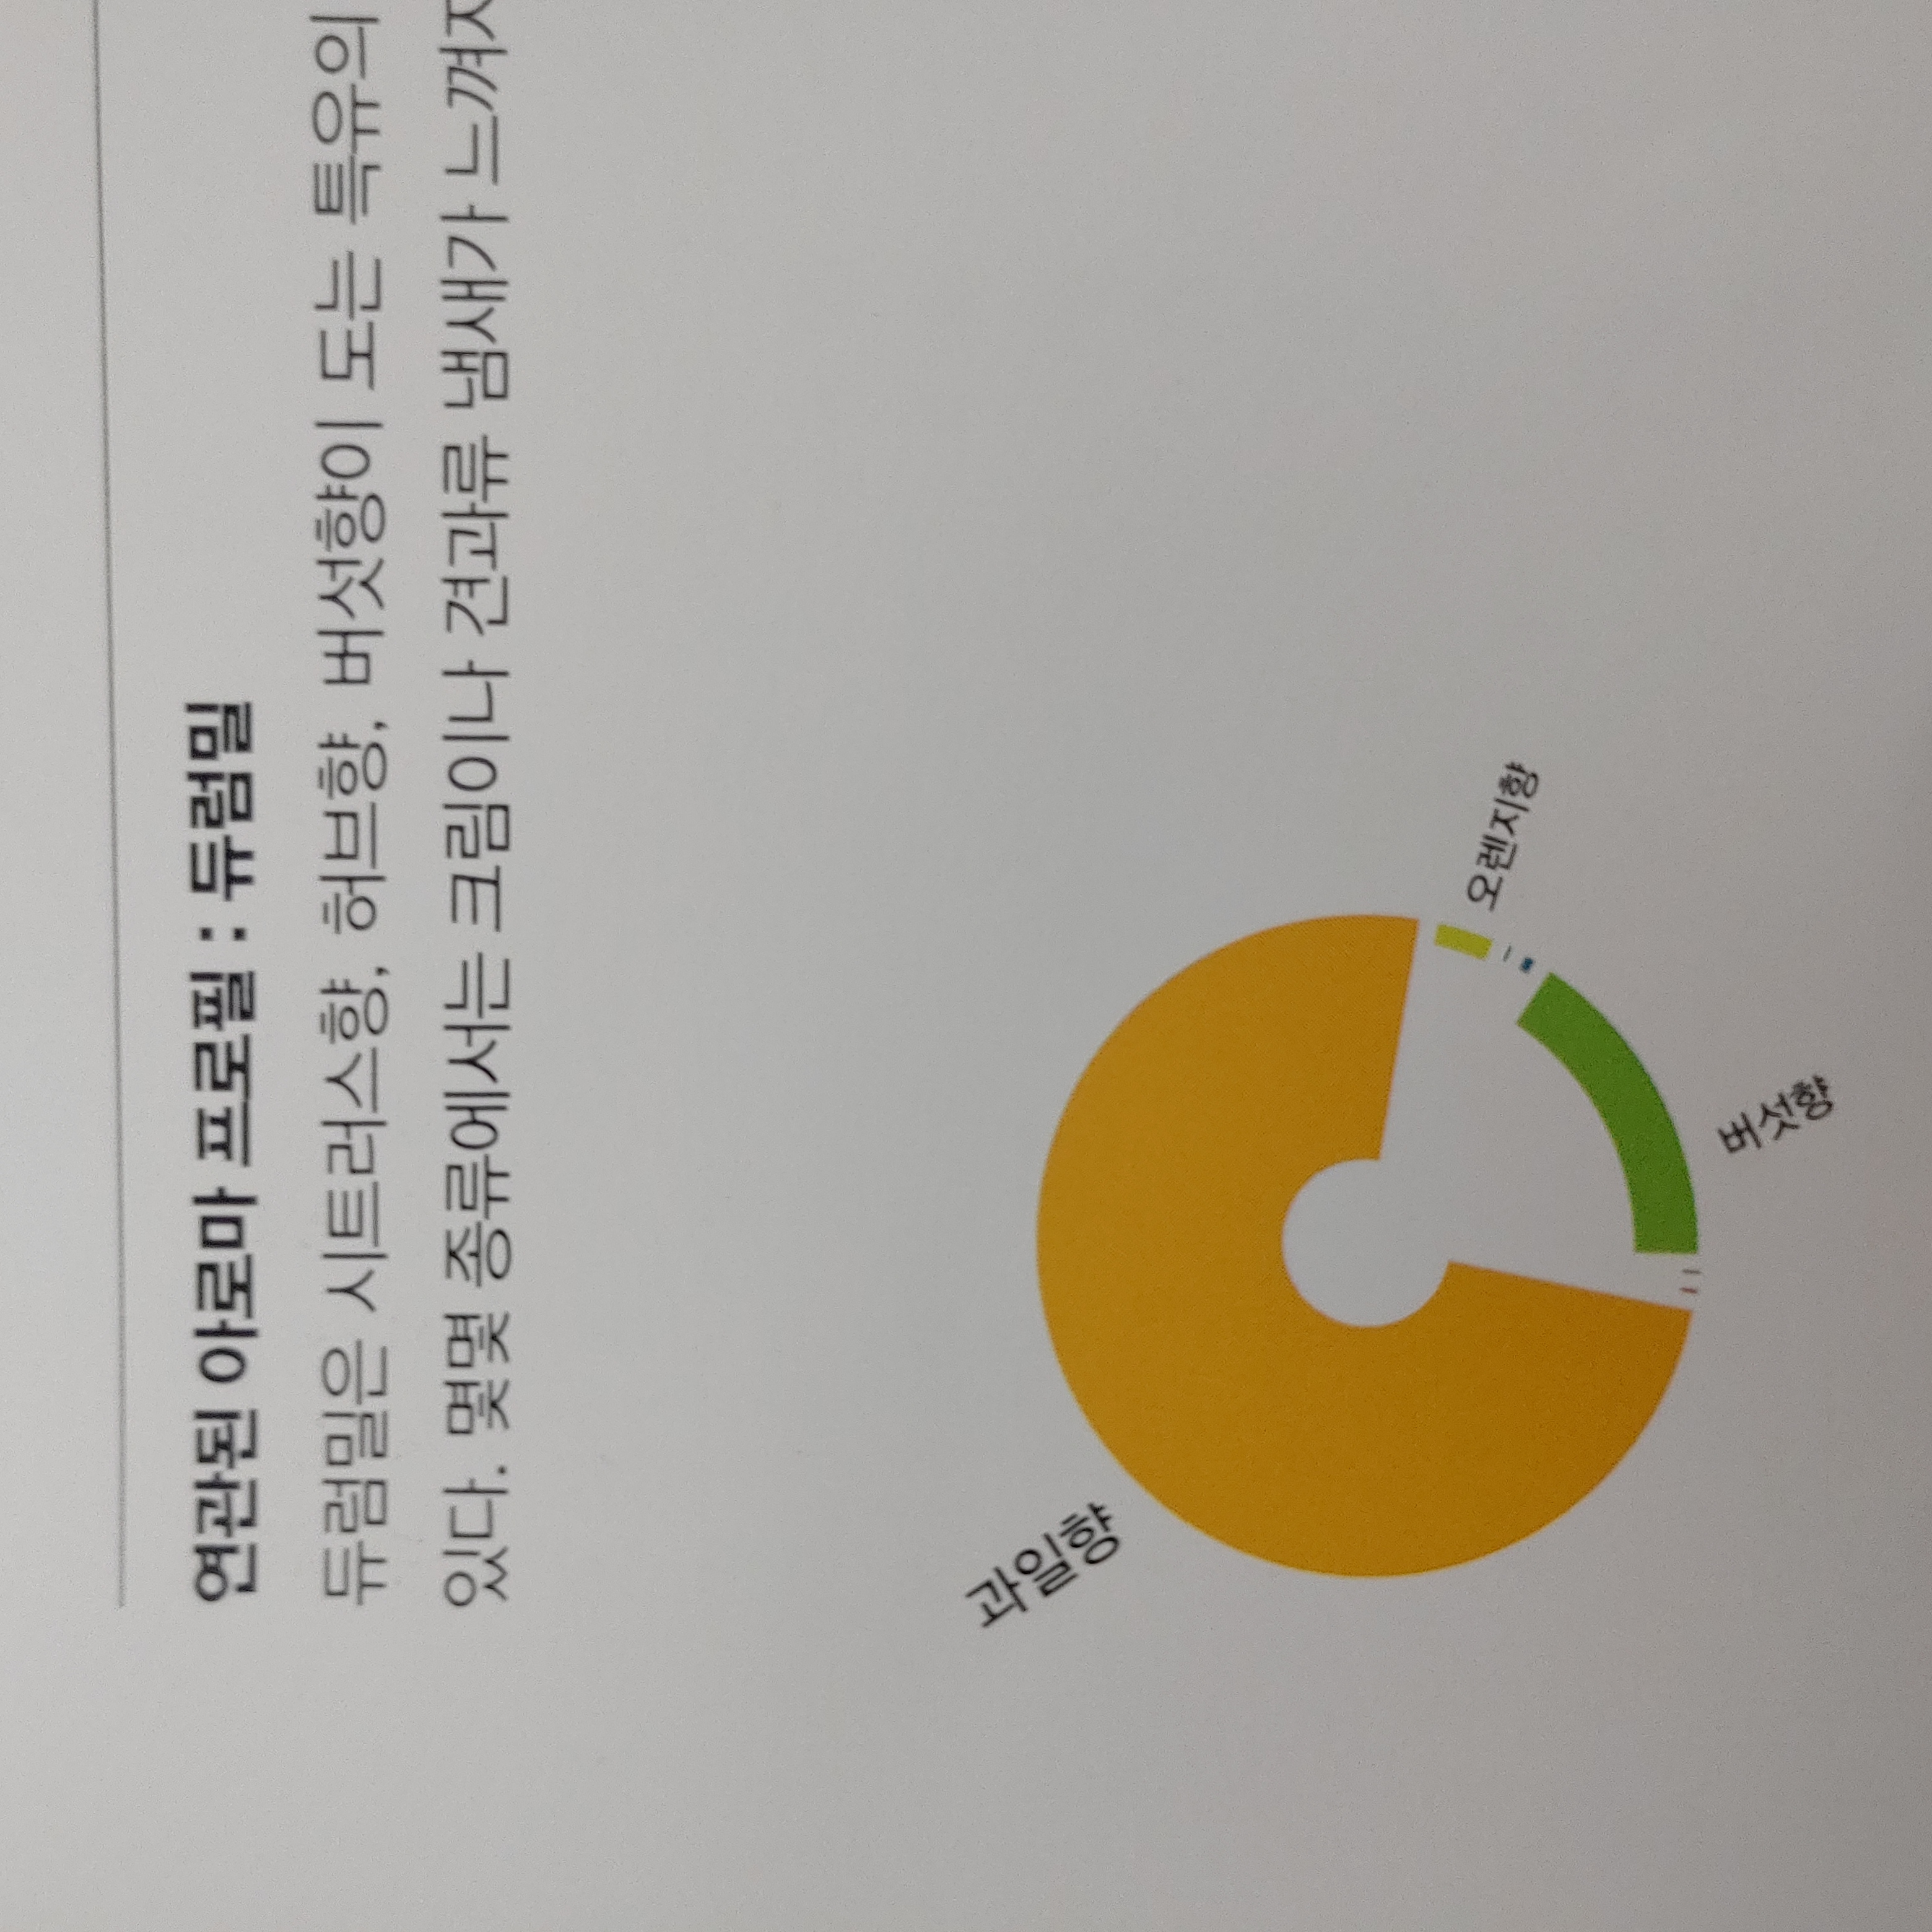 연관된 아로마 프로필 : 듀럼밀
듀럼밀은 시트러스향, 허브향, 버섯향이 도는 특유의
있다. 몇몇 종류에서는 크림이나 견과류 냄새가
과일향
오렌지향
버섯향